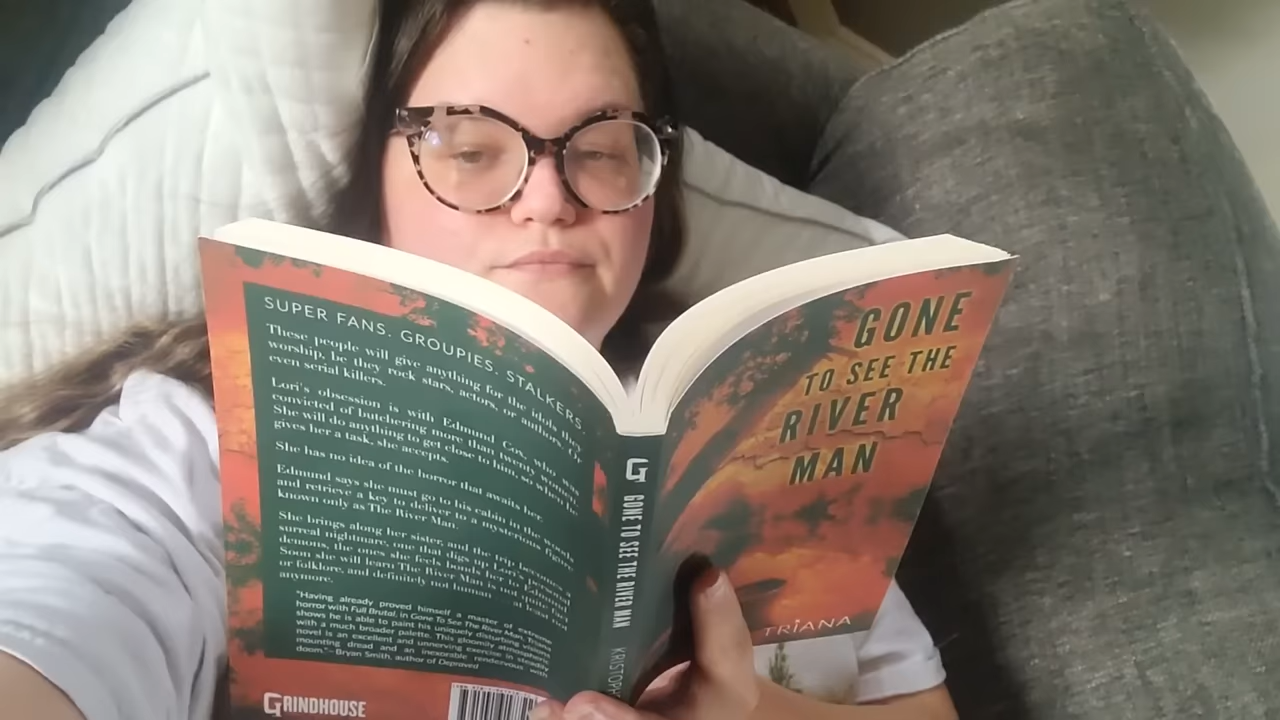 SUPER FANS. GROUPIES. STALKERS.
These people will give anything for the idols they
worship, be they rock stars, actors, or authors. Or
even serial killers.
Lori's obsession is with Edmund Cox, who was
convicted of butchering more than twenty women.
She will do anything to get close to him, so when he
gives her a task, she accepts.
She has no idea of the horror that awaits her.
Edmund says she must go to his cabin in the woods
and retrieve a key to deliver to a mysterious figure
known only as The River Man.
She brings along her sister, and the trip becomes a
surreal nightmare, one that digs up Lori's personal
demons, the ones she feels bonds her to Edmund.
Soon she will learn The River Man is not quite fact
or folklore, and definitely not human — at least not
anymore.
"Having already proved himself a master of extreme
horror with Full Brutal, in Gone To See The River Man, Triana
shows he is able to paint his uniquely disturbing visions
with a much broader palette. This gloomy atmospheric
novel is an excellent and unnerving exercise in steadily
mounting dread and an inexorable rendezvous with
doom."– Bryan Smith, author of Depraved
GRINDHOUSE
G GONE TO SEE THE RIVER MAN KRISTOPH
GONE
TO SEE THE
RIVER
MAN
TRIANA